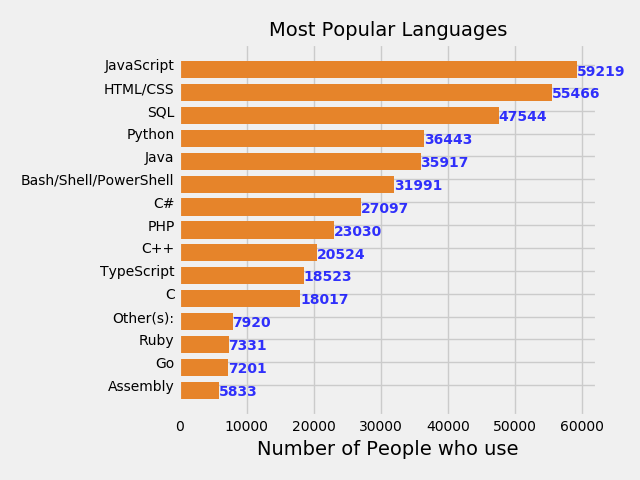 Most Popular Languages
JavaScript 59219
HTML/CSS 55466
SQL 47544
Python 36443
Java 35917
Bash/Shell/PowerShell 31991
C# 27097
PHP 23030
C++ 20524
TypeScript 18523
C 18017
Other(s): 7920
Ruby 7331
Go 7201
Assembly 5833
0 10000 20000 30000 40000 50000 60000
Number of People who use